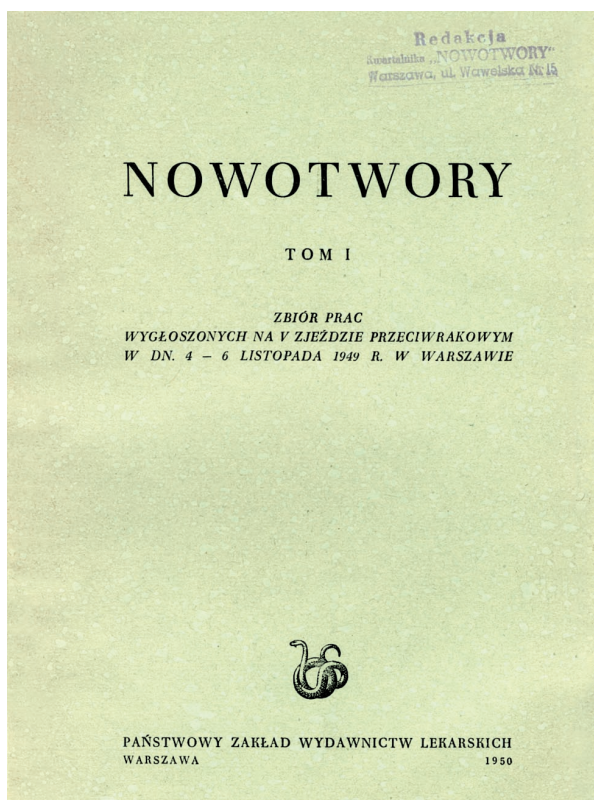 Redakcja
Kwartalnika „NOWOTWORY"
Warszawa, ul. Wawelska Nr 15
NOWOTWORY
TOM I
ZBIÓR PRAC
WYGŁOSZONYCH NA V ZJEŹDZIE PRZECIWRAKOWYM
W DN. 4 – 6 LISTOPADA 1949 R. W WARSZAWIE
PAŃSTWOWY ZAKŁAD WYDAWNICTW LEKARSKICH
WARSZAWA 1950